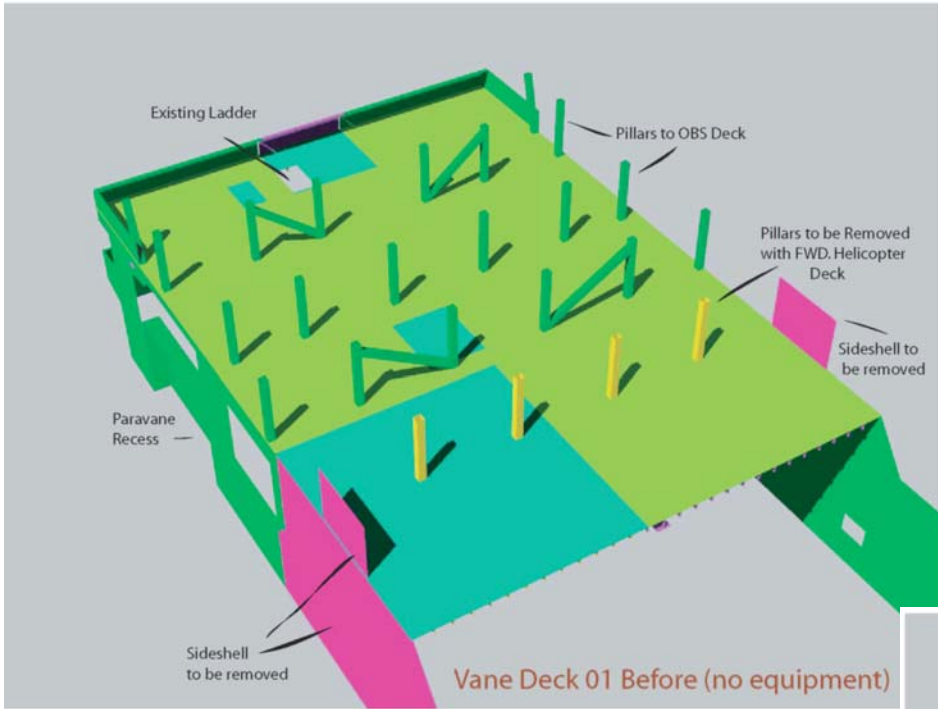 Existing Ladder
Pillars to OBS Deck
Pillars to be Removed
with FWD. Helicopter
Deck
Sideshell to
be removed
Paravane
Recess
Sideshell
to be removed
Vane Deck 01 Before (no equipment)